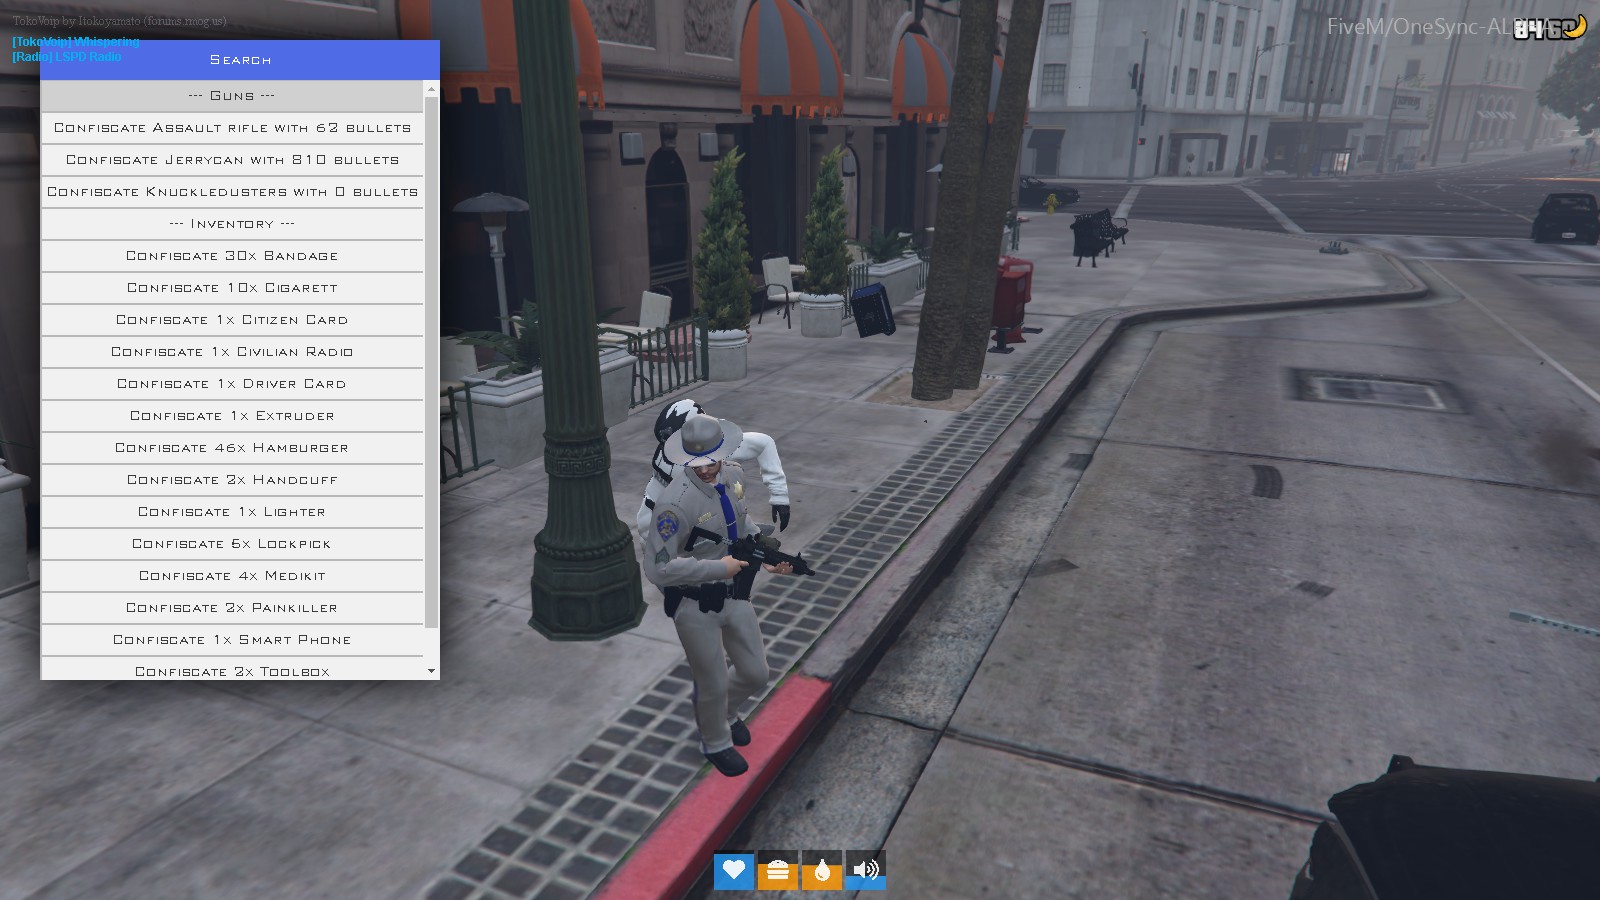 TokoVoip by Itokoyamato (forums.rmog.us)
[TokoVoip] Whispering
[Radio] LSPD Radio
FiveM/OneSync-AL
Search
--- Guns ---
Confiscate Assault rifle with 62 bullets
Confiscate Jerrycan with 810 bullets
Confiscate Knuckledusters with 0 bullets
--- Inventory ---
Confiscate 30x Bandage
Confiscate 10x Cigarett
Confiscate 1x Citizen Card
Confiscate 1x Civilian Radio
Confiscate 1x Driver Card
Confiscate 1x Extruder
Confiscate 46x Hamburger
Confiscate 2x Handcuff
Confiscate 1x Lighter
Confiscate 5x Lockpick
Confiscate 4x Medikit
Confiscate 2x Painkiller
Confiscate 1x Smart Phone
Confiscate 2x Toolbox